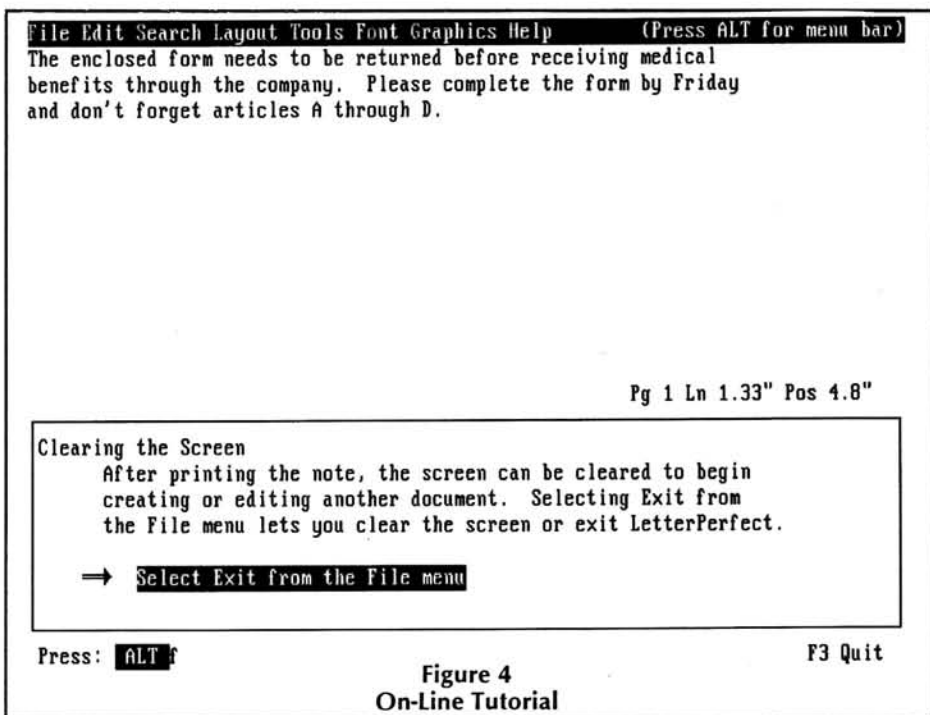 File Edit Search Layout Tools Font Graphics Help (Press ALT for menu bar)
The enclosed form needs to be returned before receiving medical
benefits through the company. Please complete the form by Friday
and don't forget articles A through D.
Pg 1 Ln 1.33" Pos 4.8"
Clearing the Screen
After printing the note, the screen can be cleared to begin
creating or editing another document. Selecting Exit from
the File menu lets you clear the screen or exit LetterPerfect.
⇒ Select Exit from the File menu
Press: ALT f F3 Quit
Figure 4
On-Line Tutorial